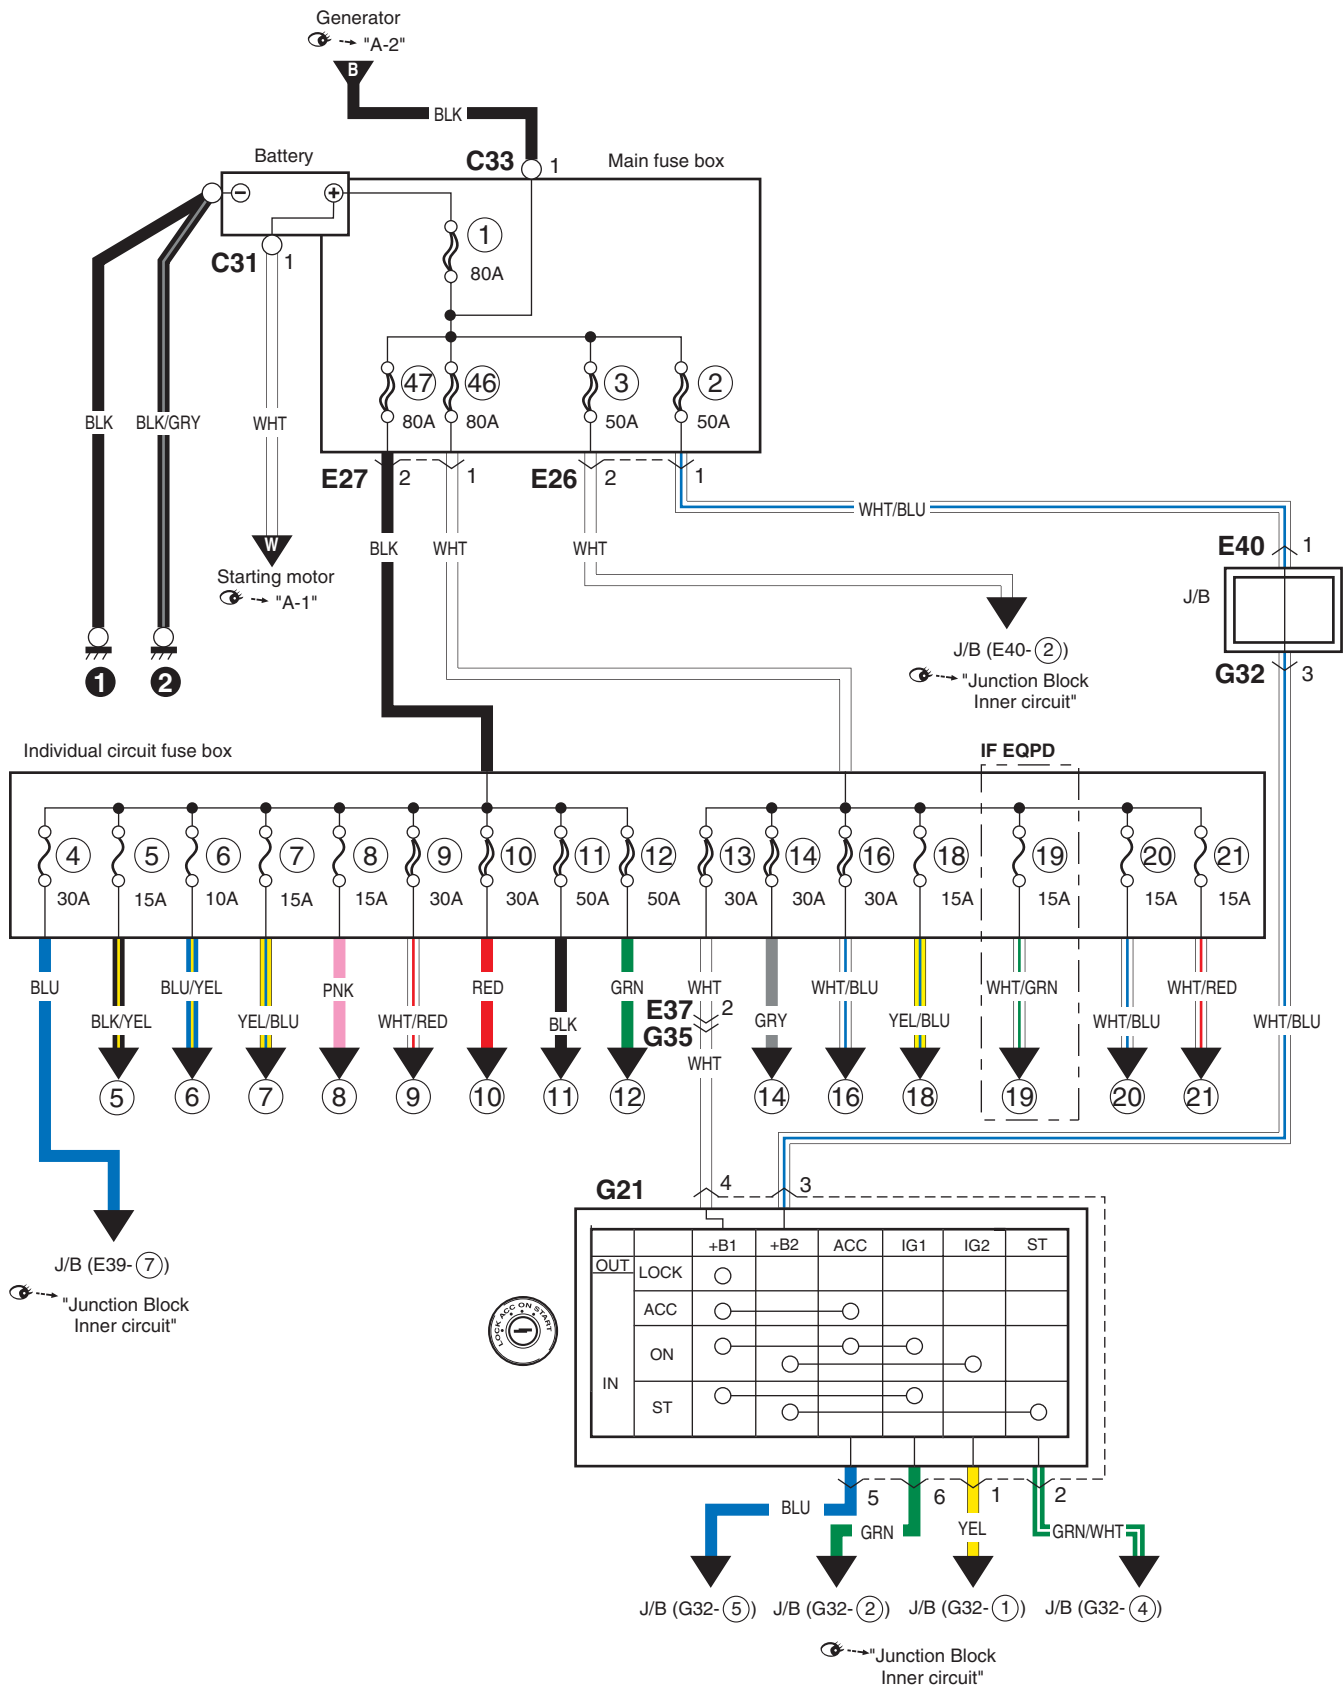 Generator
"A-2"
B
BLK
Battery
C33 1
Main fuse box
C31 1
1
80A
47 46 3 2
80A 80A 50A 50A
BLK BLK/GRY WHT
E27 2 1
E26 2 1
WHT/BLU
BLK WHT WHT
E40 1
W
Starting motor
"A-1"
J/B
J/B (E40-2)
"Junction Block
Inner circuit"
G32 3
1 2
Individual circuit fuse box
IF EQPD
4 5 6 7 8 9 10 11 12 13 14 16 18 19 20 21
30A 15A 10A 15A 15A 30A 30A 50A 50A 30A 30A 30A 15A 15A 15A 15A
BLU BLU/YEL PNK RED GRN WHT WHT/BLU WHT/GRN WHT/RED
E37 2
BLK/YEL YEL/BLU WHT/RED BLK GRY YEL/BLU WHT/BLU WHT/BLU
G35
WHT
5 6 7 8 9 10 11 12 14 16 18 19 20 21
G21 4 3
J/B (E39-7)
"Junction Block
Inner circuit"
+B1 +B2 ACC IG1 IG2 ST
OUT LOCK
ACC
ON
IN
ST
LOCK ACC ON START
5 6 1 2
BLU GRN YEL GRN/WHT
J/B (G32-5) J/B (G32-2) J/B (G32-1) J/B (G32-4)
"Junction Block
Inner circuit"